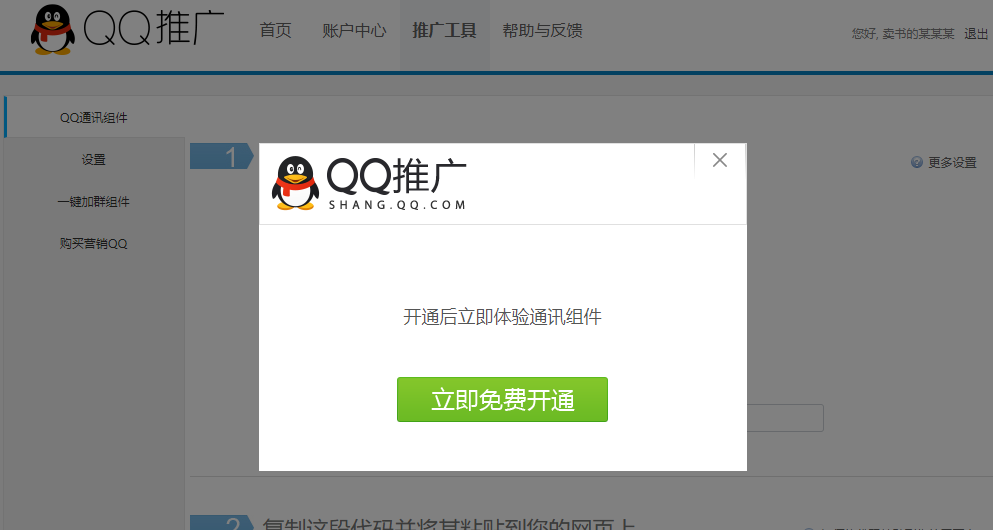 QQ推广 首页 账户中心 推广工具 帮助与反馈 您好, 卖书的某某某 退出
QQ通讯组件
设置
一键加群组件
购买营销QQ
1
更多设置
QQ推广
SHANG.QQ.COM
开通后立即体验通讯组件
立即免费开通
2 复制这段代码并将其粘贴到您的网页上